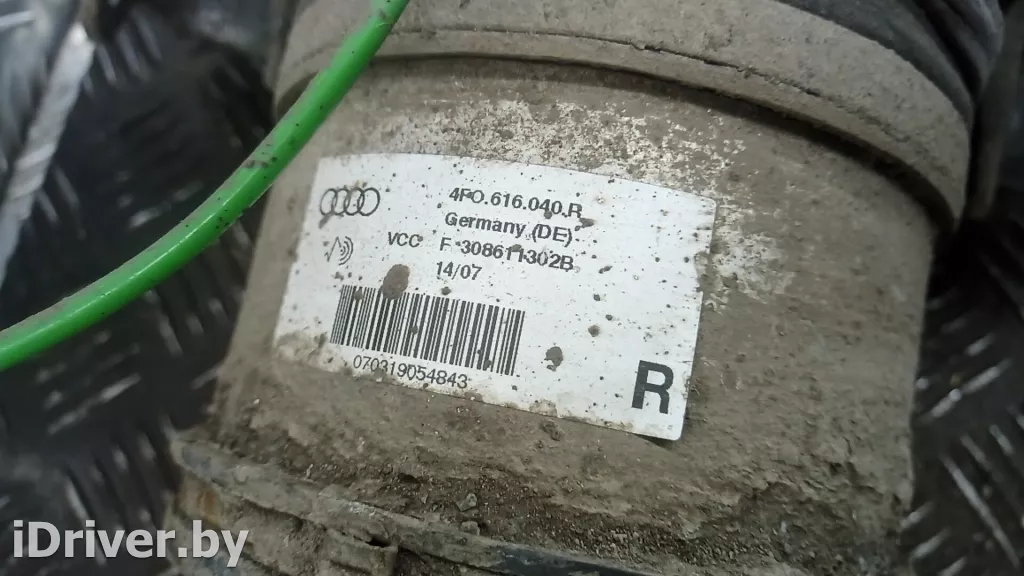 4F0.616.040.R
Germany (DE)
VCC F 308611302B
14/07
070319054843
R
iDriver.by